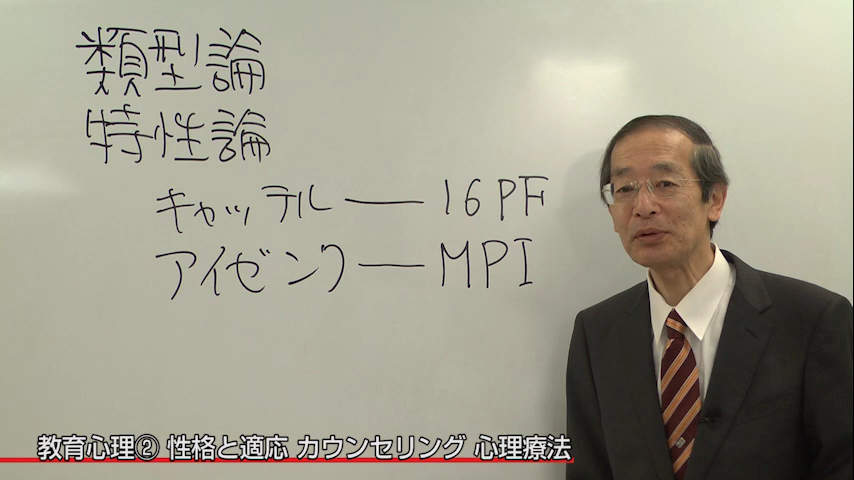 類型論
特性論
キャッテル — 16PF
アイゼンク — MPI
教育心理② 性格と適応 カウンセリング 心理療法